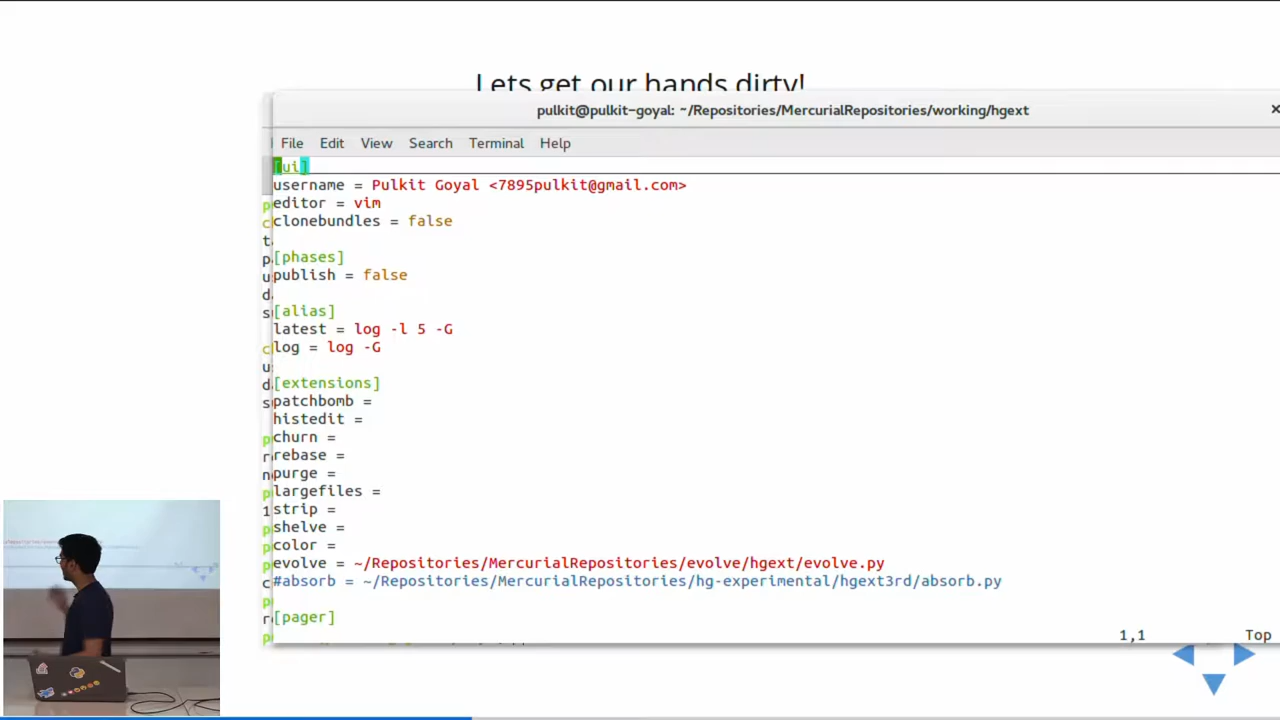 Lets get our hands dirty!
pulkit@pulkit-goyal: ~/Repositories/MercurialRepositories/working/hgext
File Edit View Search Terminal Help
[ui]
username = Pulkit Goyal <7895pulkit@gmail.com>
editor = vim
clonebundles = false
[phases]
publish = false
[alias]
latest = log -l 5 -G
log = log -G
[extensions]
patchbomb =
histedit =
churn =
rebase =
purge =
largefiles =
strip =
shelve =
color =
evolve = ~/Repositories/MercurialRepositories/evolve/hgext/evolve.py
#absorb = ~/Repositories/MercurialRepositories/hg-experimental/hgext3rd/absorb.py
[pager]
1,1 Top